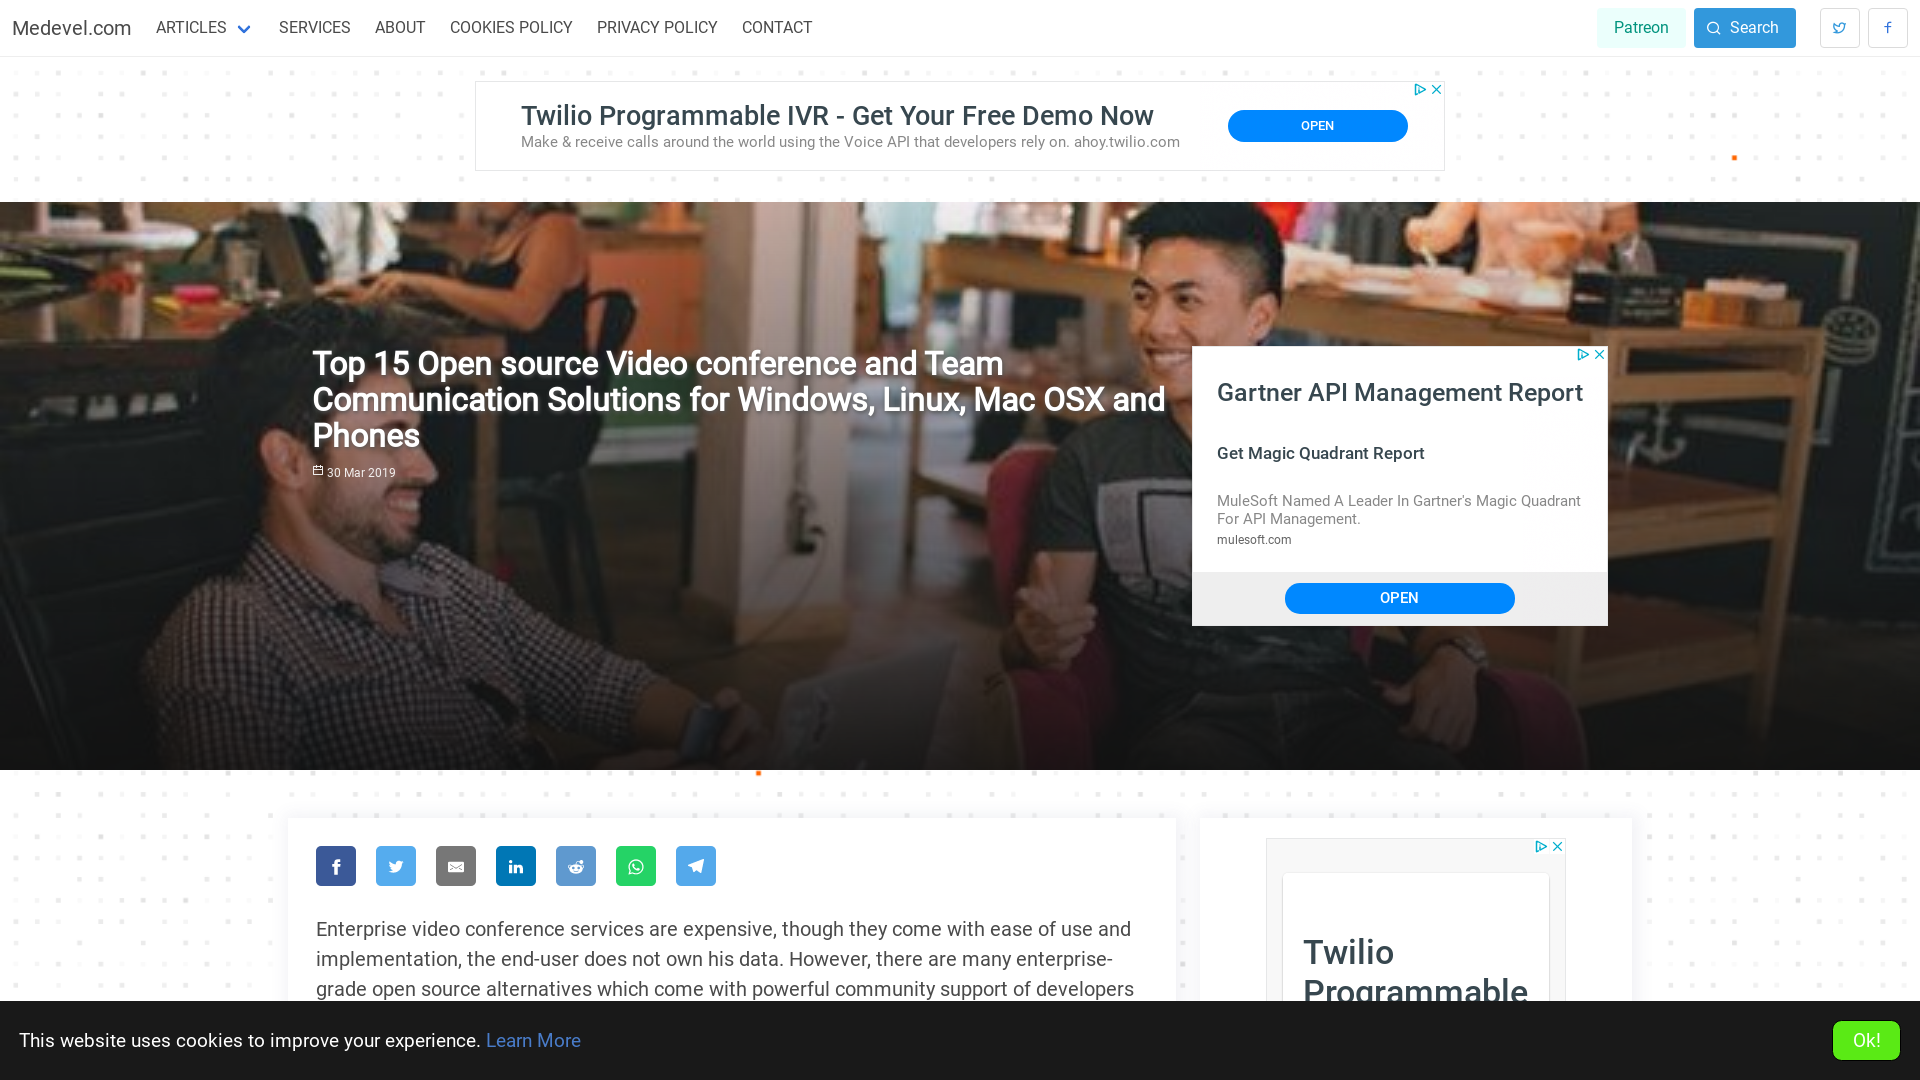 Medevel.com
ARTICLES
SERVICES
ABOUT
COOKIES POLICY
PRIVACY POLICY
CONTACT
Patreon
Search
Twilio Programmable IVR - Get Your Free Demo Now
Make & receive calls around the world using the Voice API that developers rely on. ahoy.twilio.com
OPEN
Top 15 Open source Video conference and Team
Communication Solutions for Windows, Linux, Mac OSX and
Phones
30 Mar 2019
Gartner API Management Report
Get Magic Quadrant Report
MuleSoft Named A Leader In Gartner's Magic Quadrant
For API Management.
mulesoft.com
OPEN
Enterprise video conference services are expensive, though they come with ease of use and
implementation, the end-user does not own his data. However, there are many enterprise-
grade open source alternatives which come with powerful community support of developers
Twilio
Programmable
This website uses cookies to improve your experience. Learn More
Ok!